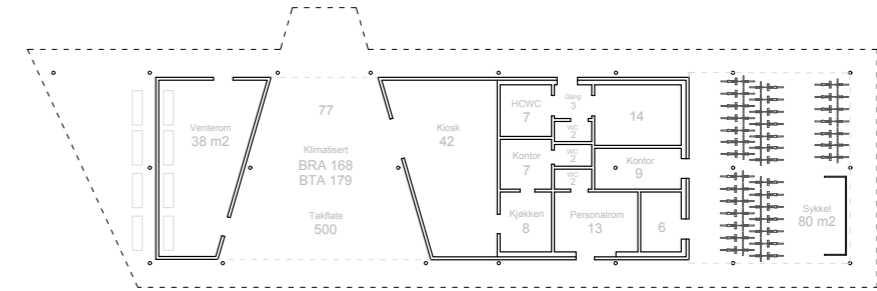 Venterom
38 m2
77
Klimatisert
BRA 168
BTA 179
Takflate
500
Kiosk
42
HCWC
7
Gang
3
WC
2
14
Kontor
7
WC
2
WC
2
Kontor
9
Kjøkken
8
Personalrom
13
6
Sykkel
80 m2